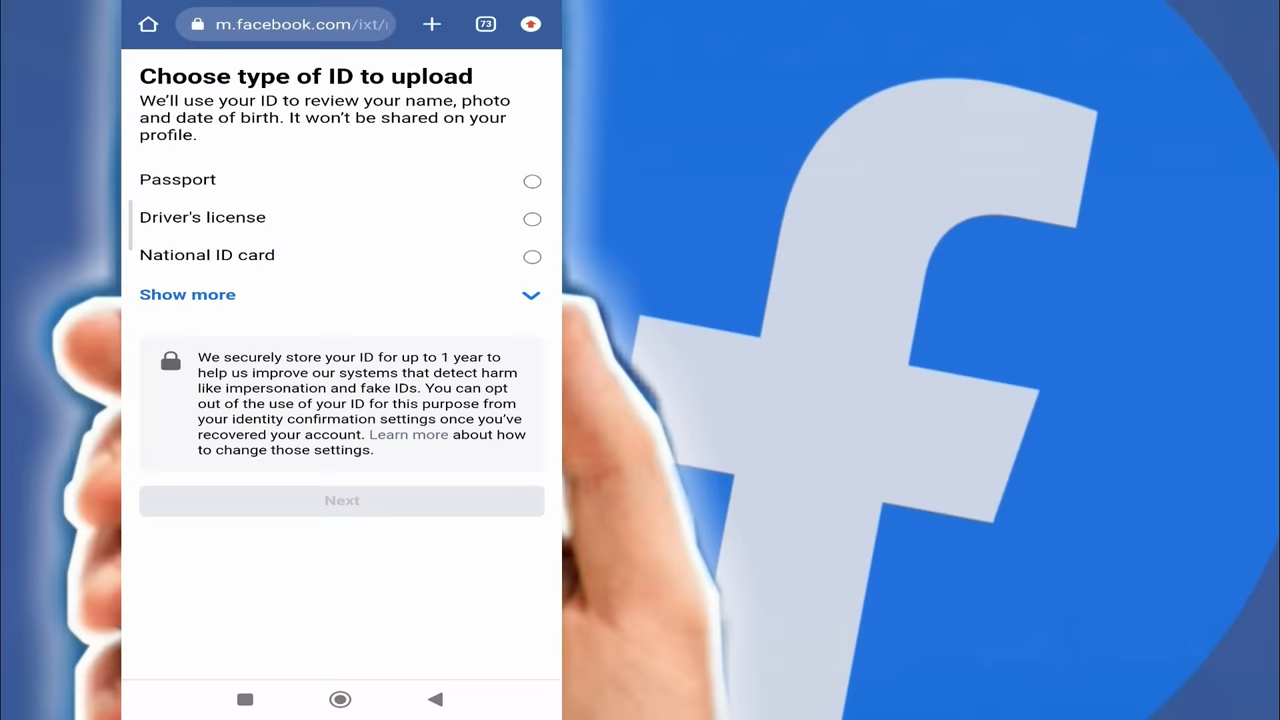 m.facebook.com/ixt/
73
Choose type of ID to upload
We’ll use your ID to review your name, photo
and date of birth. It won’t be shared on your
profile.
Passport
Driver's license
National ID card
Show more
We securely store your ID for up to 1 year to
help us improve our systems that detect harm
like impersonation and fake IDs. You can opt
out of the use of your ID for this purpose from
your identity confirmation settings once you’ve
recovered your account. Learn more about how
to change those settings.
Next